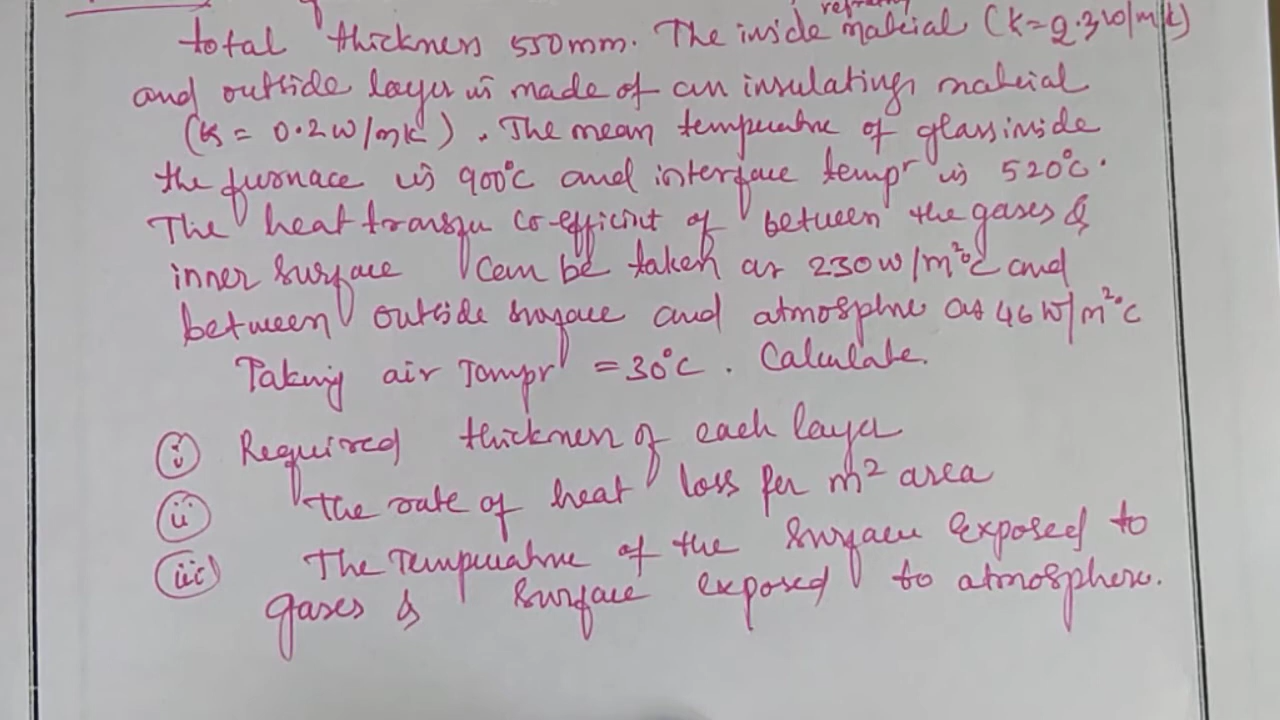 refra
total thickness 550mm. The inside mateial (k=2.3w/mk)
and outside layer is made of an insulating mateial
(k = 0.2w/mk). The mean temperature of glass inside
the furnace is 900°c and interface tempr is 520°c.
The heat transfer co-efficient of between the gases &
inner surface can be taken as 230w/m²°c and
between outside surface and atmosphere as 46W/m²°c
Taking air Tempr = 30°C. Calculate.
(i) Required thickness of each layer
(ii) The rate of heat loss per m² area
(iii) The Temperature of the surface exposed to
gases & surface exposed to atmosphere.